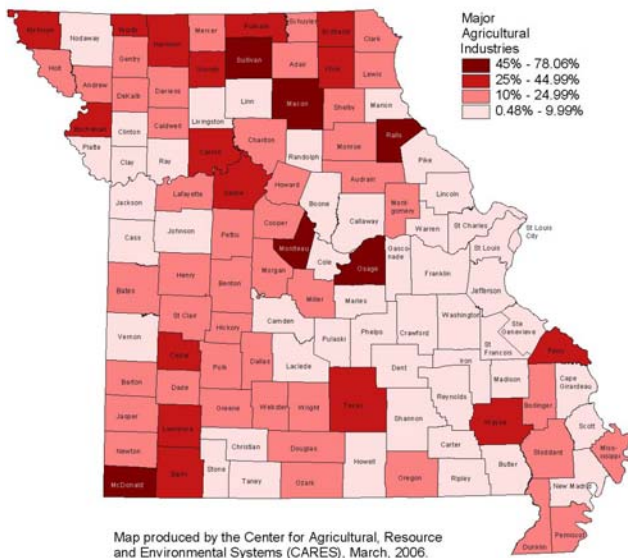 Major
Agricultural
Industries
45% - 78.06%
25% - 44.99%
10% - 24.99%
0.48% - 9.99%
Nodaway
Worth
Harrison
Mercer
Putnam
Schuyler
Scotland
Clark
Holt
Andrew
Gentry
Grundy
Sullivan
Adair
Knox
Lewis
DeKalb
Daviess
Linn
Macon
Shelby
Marion
Buchanan
Clinton
Caldwell
Livingston
Ralls
Platte
Clay
Ray
Carroll
Chariton
Randolph
Monroe
Pike
Jackson
Lafayette
Saline
Howard
Boone
Audrain
Lincoln
Cass
Johnson
Pettis
Cooper
Callaway
Mont-
gomery
Warren
St Charles
St Louis
St Louis
City
Moniteau
Cole
Osage
Gasco-
nade
Franklin
Jefferson
Bates
Henry
Benton
Morgan
Miller
Maries
St Clair
Hickory
Camden
Pulaski
Phelps
Crawford
Washington
Ste
Genevieve
St
Francois
Perry
Vernon
Cedar
Polk
Dallas
Laclede
Dent
Iron
Madison
Cape
Girardeau
Barton
Dade
Greene
Webster
Wright
Texas
Shannon
Reynolds
Wayne
Bollinger
Scott
Jasper
Lawrence
Christian
Douglas
Howell
Carter
Butler
Stoddard
Missi-
ssippi
Newton
McDonald
Barry
Stone
Taney
Ozark
Oregon
Ripley
New Madrid
Dunklin
Pemiscot
Map produced by the Center for Agricultural, Resource
and Environmental Systems (CARES), March, 2006.